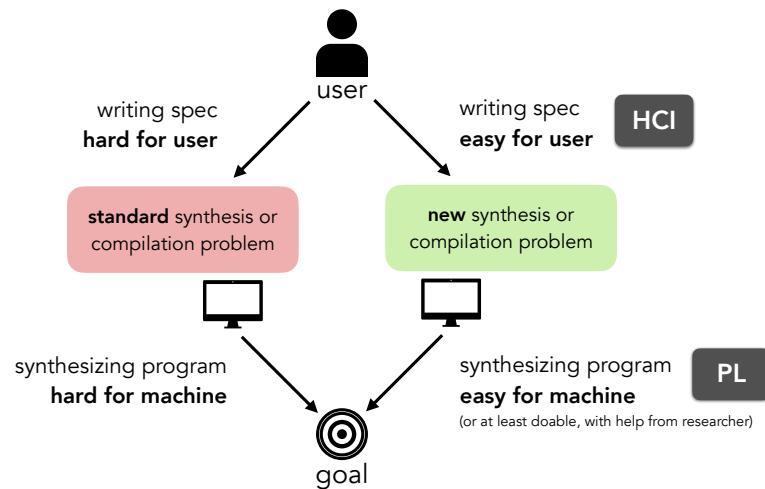 user
writing spec
hard for user
writing spec
easy for user
HCI
standard synthesis or
compilation problem
new synthesis or
compilation problem
synthesizing program
hard for machine
synthesizing program
easy for machine
(or at least doable, with help from researcher)
PL
goal